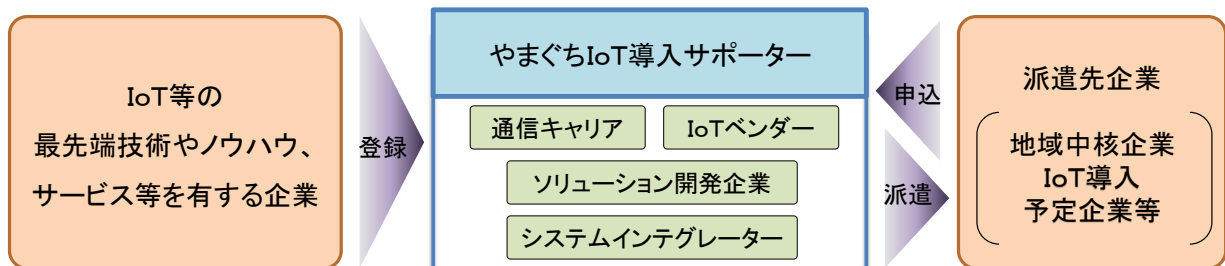 IoT等の
最先端技術やノウハウ、
サービス等を有する企業
登録
やまぐちIoT導入サポーター
通信キャリア
IoTベンダー
ソリューション開発企業
システムインテグレーター
申込
派遣
派遣先企業
地域中核企業
IoT導入
予定企業等